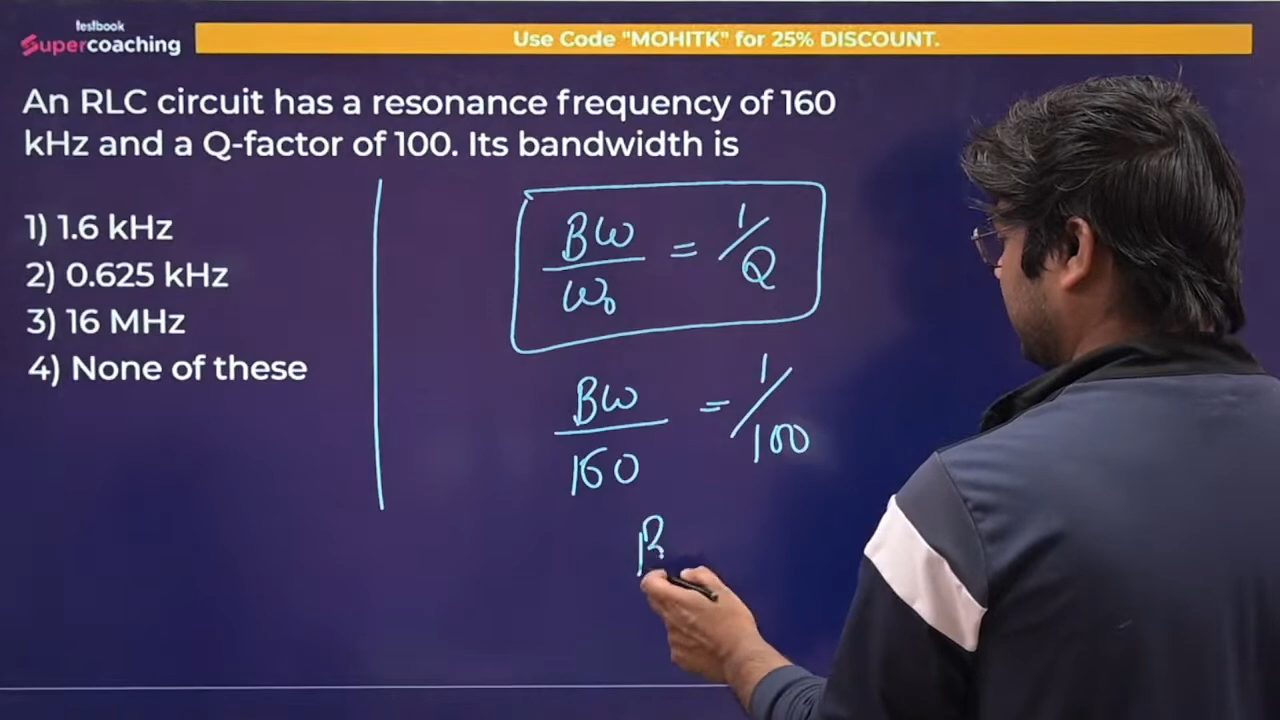 testbook
Supercoaching
Use Code "MOHITK" for 25% DISCOUNT.
An RLC circuit has a resonance frequency of 160
kHz and a Q-factor of 100. Its bandwidth is
1) 1.6 kHz
2) 0.625 kHz
3) 16 MHz
4) None of these
BW/ω₀ = 1/Q
BW/160 = 1/100
B